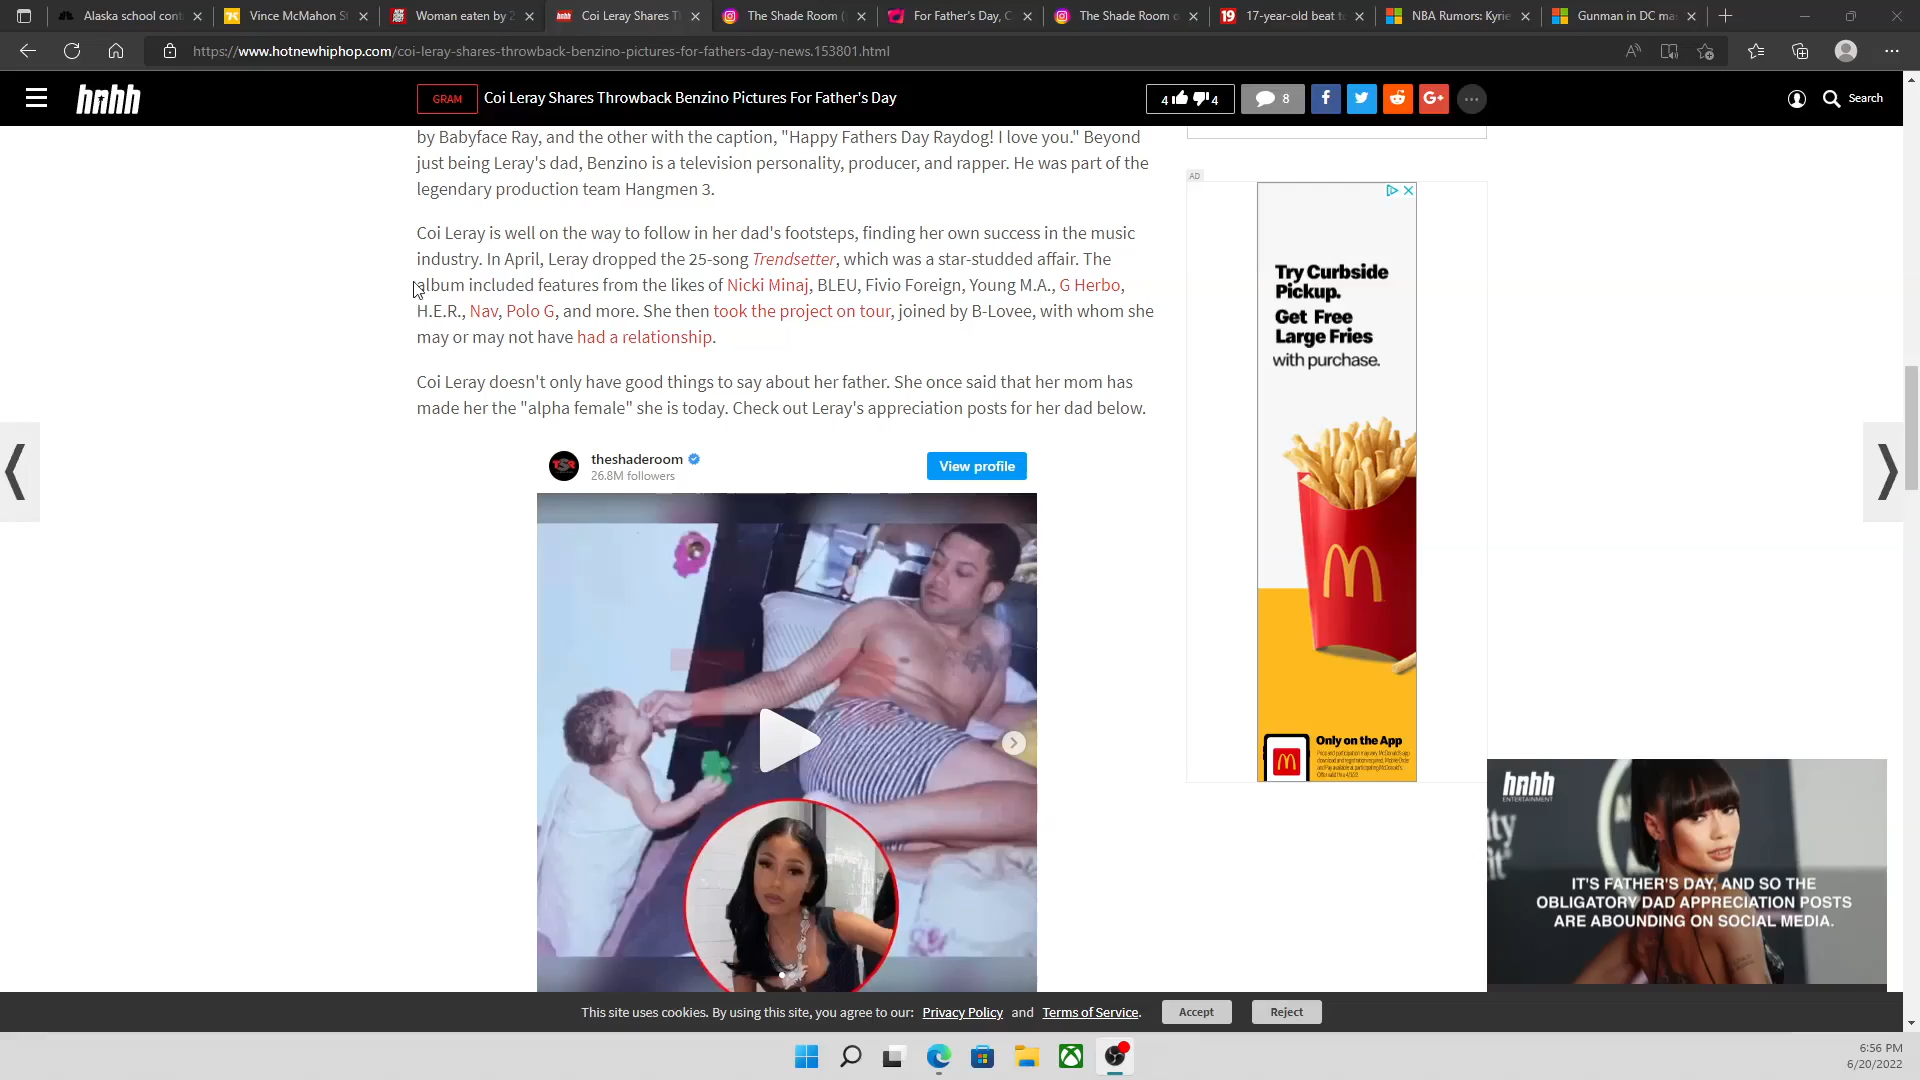 Alaska school cont
Vince McMahon S
Woman eaten by 2
Coi Leray Shares T
The Shade Room (
For Father's Day, C
The Shade Room o
17-year-old beat t
NBA Rumors: Kyrie
Gunman in DC ma
https://www.hotnewhiphop.com/coi-leray-shares-throwback-benzino-pictures-for-fathers-day-news.153801.html
hnhh
GRAM
Coi Leray Shares Throwback Benzino Pictures For Father's Day
4 4
8
G+
Search
by Babyface Ray, and the other with the caption, "Happy Fathers Day Raydog! I love you." Beyond
just being Leray's dad, Benzino is a television personality, producer, and rapper. He was part of the
legendary production team Hangmen 3.
Coi Leray is well on the way to follow in her dad's footsteps, finding her own success in the music
industry. In April, Leray dropped the 25-song Trendsetter, which was a star-studded affair. The
album included features from the likes of Nicki Minaj, BLEU, Fivio Foreign, Young M.A., G Herbo,
H.E.R., Nav, Polo G, and more. She then took the project on tour, joined by B-Lovee, with whom she
may or may not have had a relationship.
Coi Leray doesn't only have good things to say about her father. She once said that her mom has
made her the "alpha female" she is today. Check out Leray's appreciation posts for her dad below.
TSR
theshaderoom
26.8M followers
View profile
AD
Try Curbside
Pickup.
Get Free
Large Fries
with purchase.
Only on the App
hnhh
ENTERTAINMENT
IT'S FATHER'S DAY, AND SO THE
OBLIGATORY DAD APPRECIATION POSTS
ARE ABOUNDING ON SOCIAL MEDIA.
This site uses cookies. By using this site, you agree to our: Privacy Policy and Terms of Service.
Accept
Reject
6:56 PM
6/20/2022